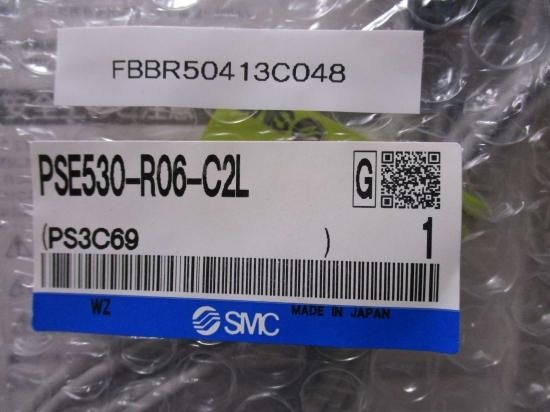 FBBR50413C048
PSE530-R06-C2L
G
(PS3C69 )
1
WZ
SMC
MADE IN JAPAN